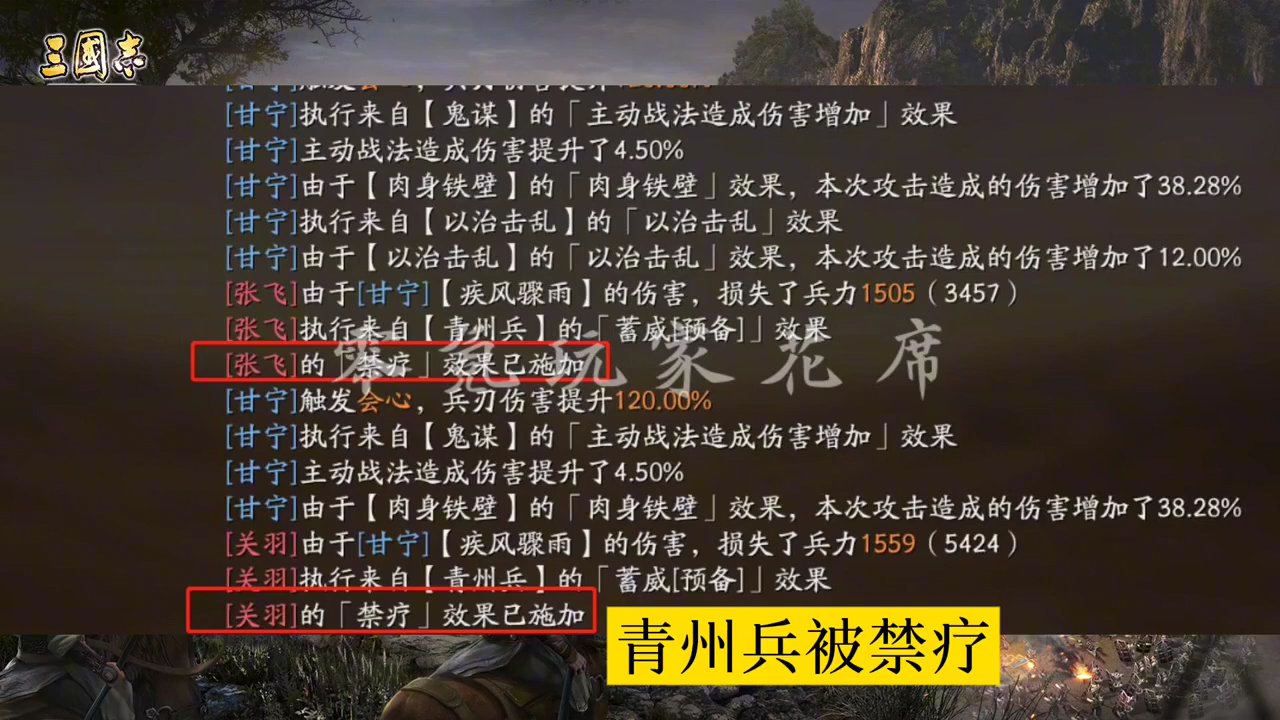 三國志
[甘宁]触发会心，兵刃伤害提升
[甘宁]执行来自【鬼谋】的「主动战法造成伤害增加」效果
[甘宁]主动战法造成伤害提升了4.50%
[甘宁]由于【肉身铁壁】的「肉身铁壁」效果，本次攻击造成的伤害增加了38.28%
[甘宁]执行来自【以治击乱】的「以治击乱」效果
[甘宁]由于【以治击乱】的「以治击乱」效果，本次攻击造成的伤害增加了12.00%
[张飞]由于[甘宁]【疾风骤雨】的伤害，损失了兵力1505（3457）
[张飞]执行来自【青州兵】的「蓄威[预备]」效果
[张飞]的「禁疗」效果已施加
零氪玩家花席
[甘宁]触发会心，兵刃伤害提升120.00%
[甘宁]执行来自【鬼谋】的「主动战法造成伤害增加」效果
[甘宁]主动战法造成伤害提升了4.50%
[甘宁]由于【肉身铁壁】的「肉身铁壁」效果，本次攻击造成的伤害增加了38.28%
[关羽]由于[甘宁]【疾风骤雨】的伤害，损失了兵力1559（5424）
[关羽]执行来自【青州兵】的「蓄威[预备]」效果
[关羽]的「禁疗」效果已施加
青州兵被禁疗